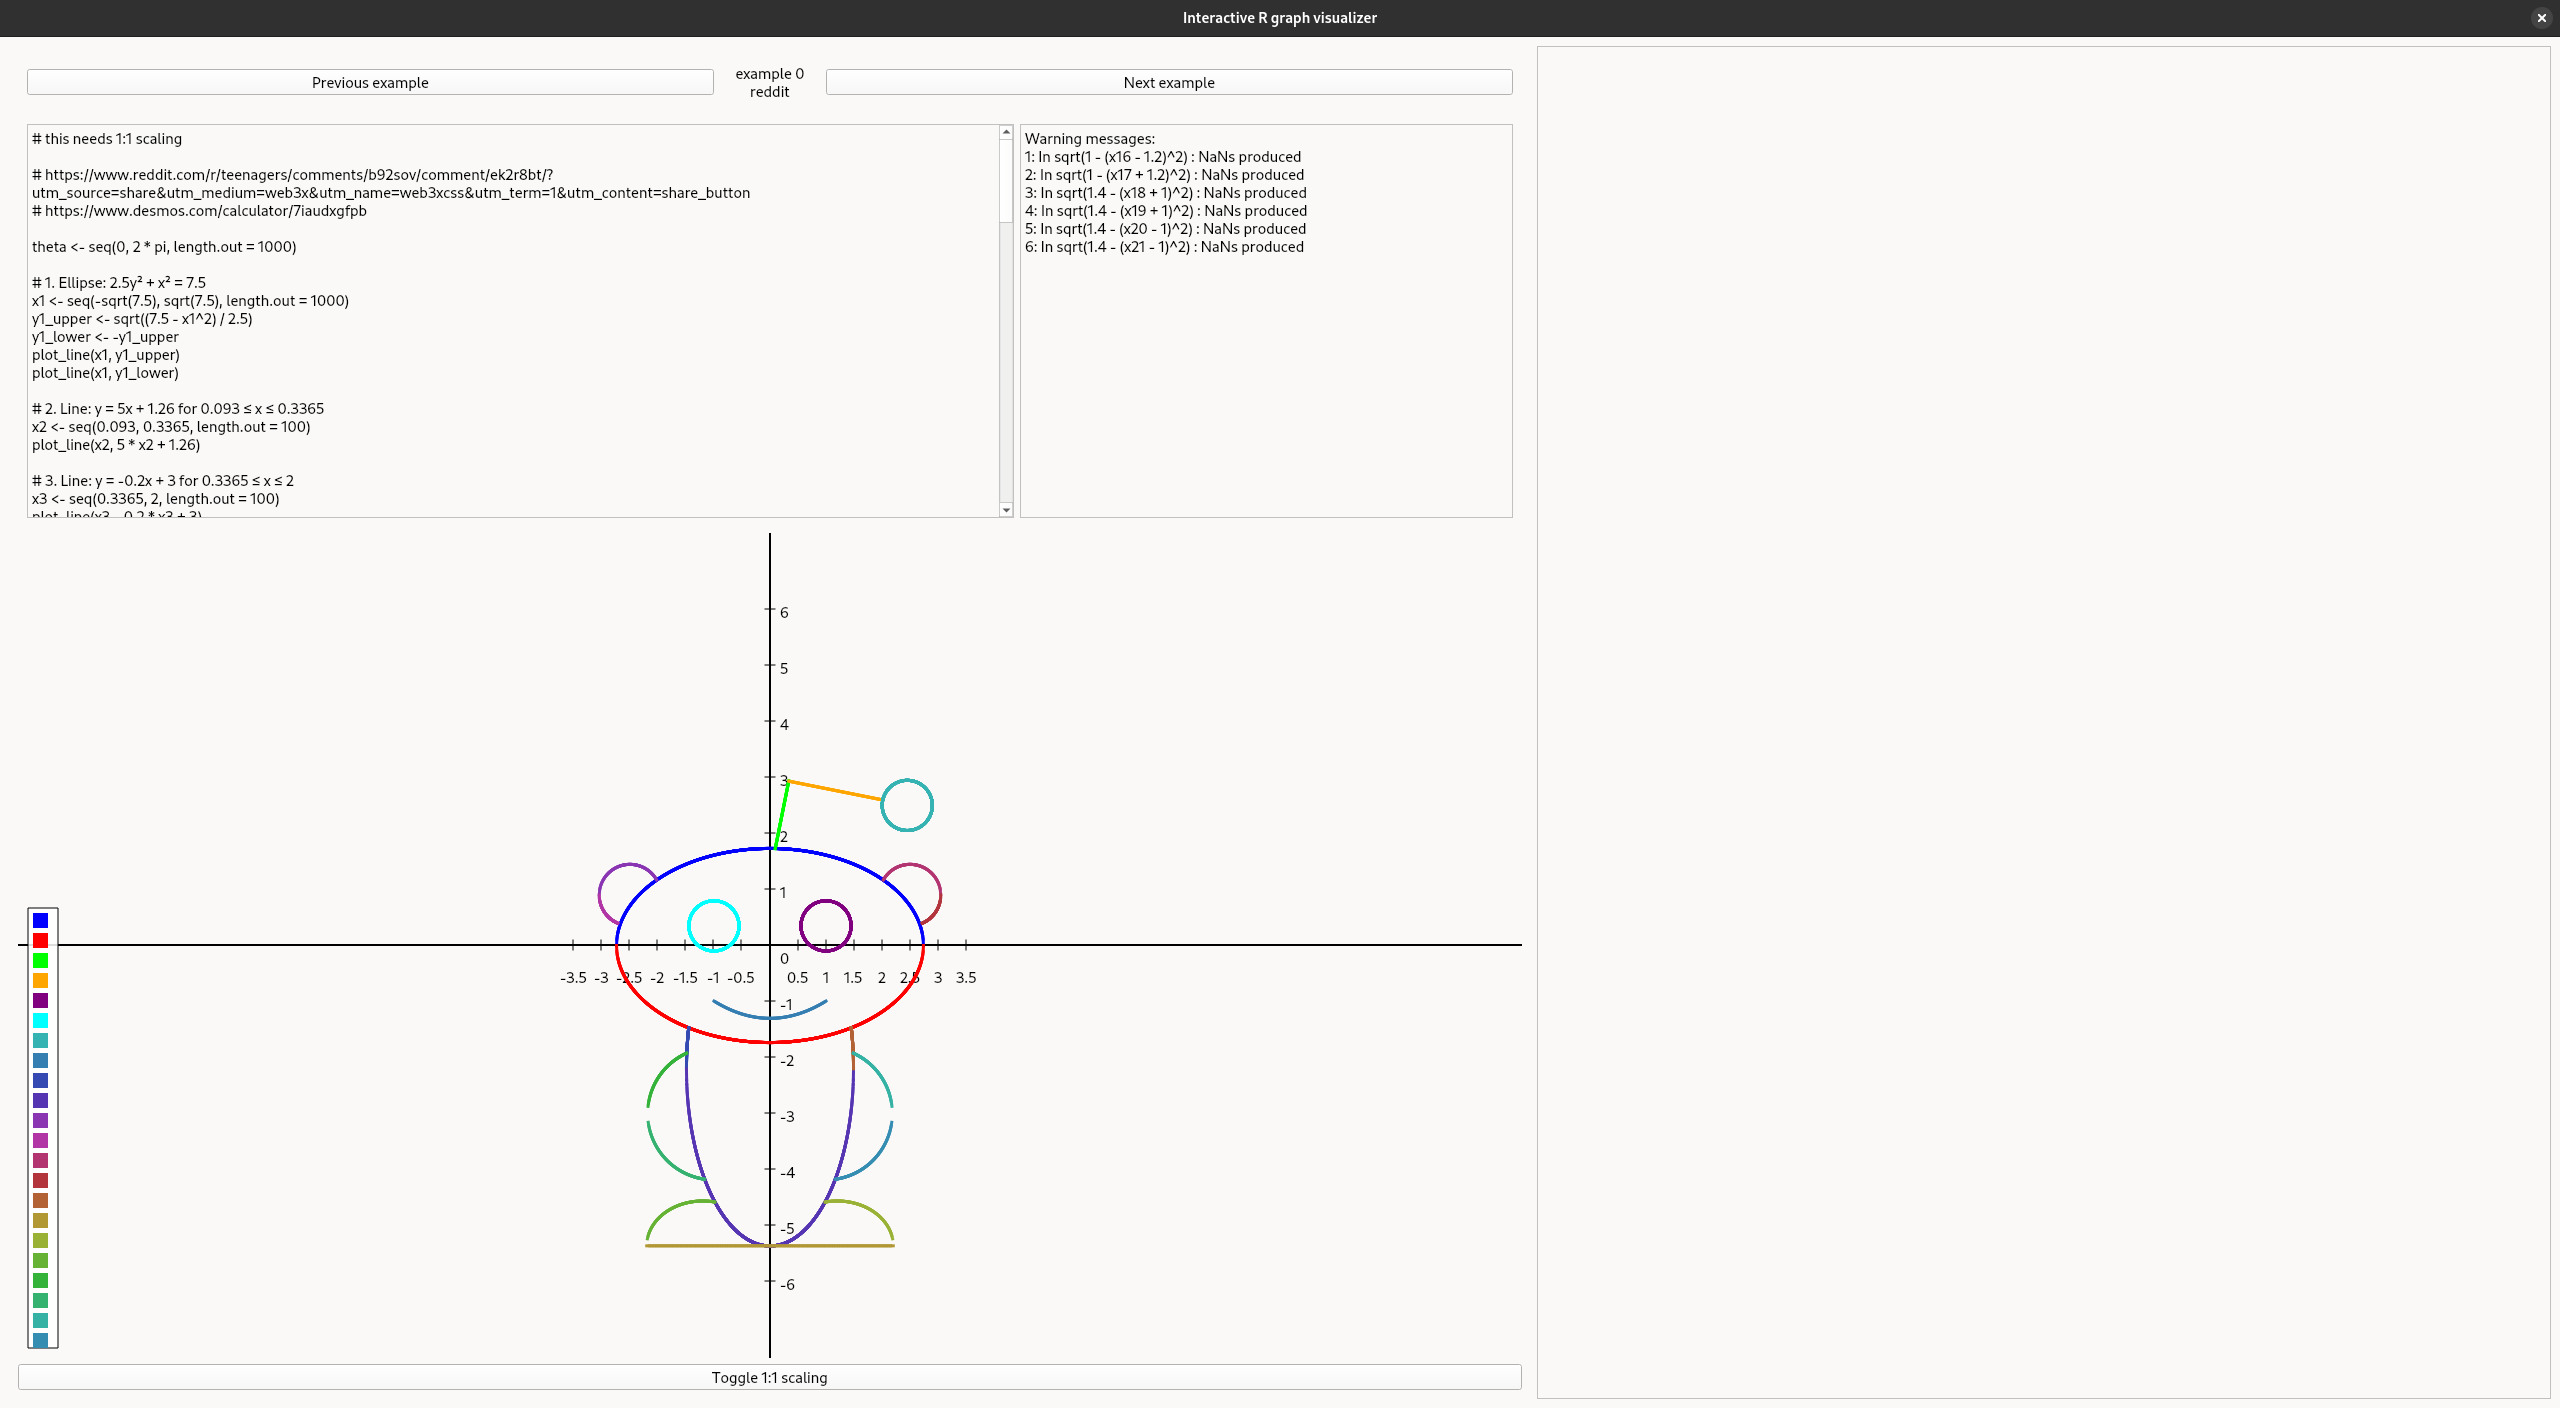 Interactive R graph visualizer
Previous example
example 0
reddit
Next example
# this needs 1:1 scaling
# https://www.reddit.com/r/teenagers/comments/b92sov/comment/ek2r8bt/?
utm_source=share&utm_medium=web3x&utm_name=web3xcss&utm_term=1&utm_content=share_button
# https://www.desmos.com/calculator/7iaudxgfpb
theta <- seq(0, 2 * pi, length.out = 1000)
# 1. Ellipse: 2.5y² + x² = 7.5
x1 <- seq(-sqrt(7.5), sqrt(7.5), length.out = 1000)
y1_upper <- sqrt((7.5 - x1^2) / 2.5)
y1_lower <- -y1_upper
plot_line(x1, y1_upper)
plot_line(x1, y1_lower)
# 2. Line: y = 5x + 1.26 for 0.093 ≤ x ≤ 0.3365
x2 <- seq(0.093, 0.3365, length.out = 100)
plot_line(x2, 5 * x2 + 1.26)
# 3. Line: y = -0.2x + 3 for 0.3365 ≤ x ≤ 2
x3 <- seq(0.3365, 2, length.out = 100)
Warning messages:
1: In sqrt(1 - (x16 - 1.2)^2) : NaNs produced
2: In sqrt(1 - (x17 + 1.2)^2) : NaNs produced
3: In sqrt(1.4 - (x18 + 1)^2) : NaNs produced
4: In sqrt(1.4 - (x19 + 1)^2) : NaNs produced
5: In sqrt(1.4 - (x20 - 1)^2) : NaNs produced
6: In sqrt(1.4 - (x21 - 1)^2) : NaNs produced
6
5
4
3
2
1
0
-3.5 -3 -2.5 -2 -1.5 -1 -0.5 0.5 1 1.5 2 2.5 3 3.5
-1
-2
-3
-4
-5
-6
Toggle 1:1 scaling